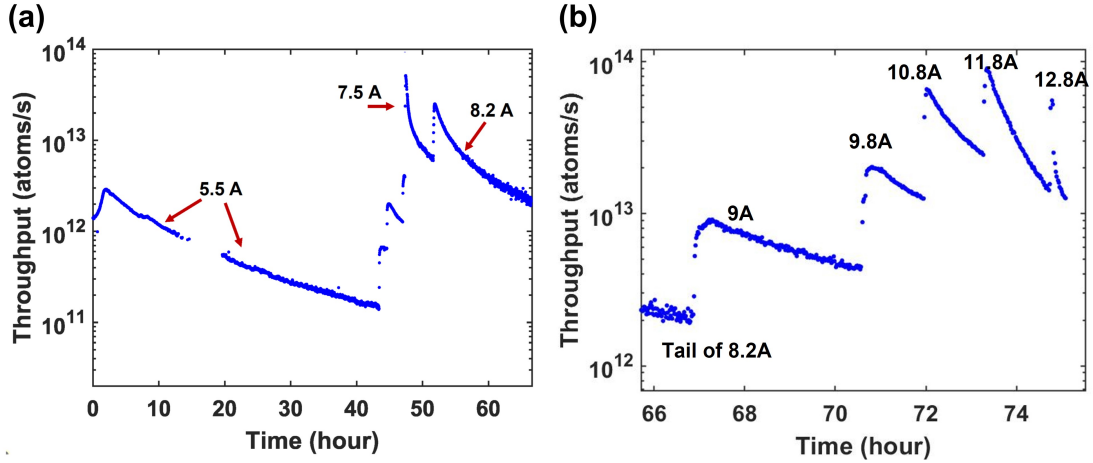 (a)
Throughput (atoms/s)
10^14
10^13
10^12
10^11
5.5 A
7.5 A
8.2 A
0 10 20 30 40 50 60
Time (hour)
(b)
Throughput (atoms/s)
10^14
10^13
10^12
Tail of 8.2A
9A
9.8A
10.8A
11.8A
12.8A
66 68 70 72 74
Time (hour)